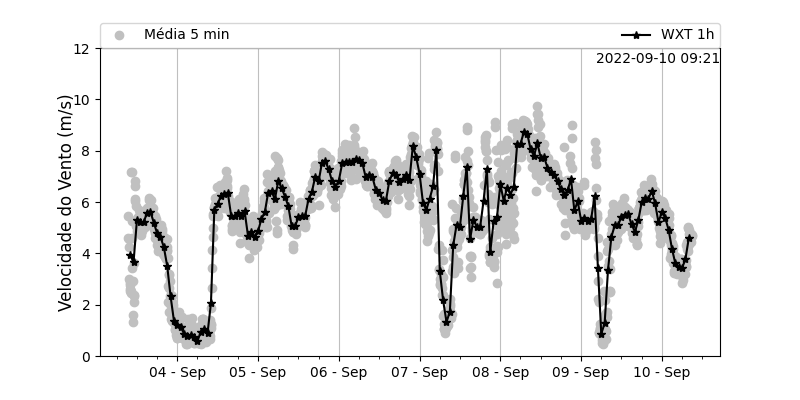 Média 5 min
WXT 1h
2022-09-10 09:21
Velocidade do Vento (m/s)
12
10
8
6
4
2
0
04 - Sep
05 - Sep
06 - Sep
07 - Sep
08 - Sep
09 - Sep
10 - Sep